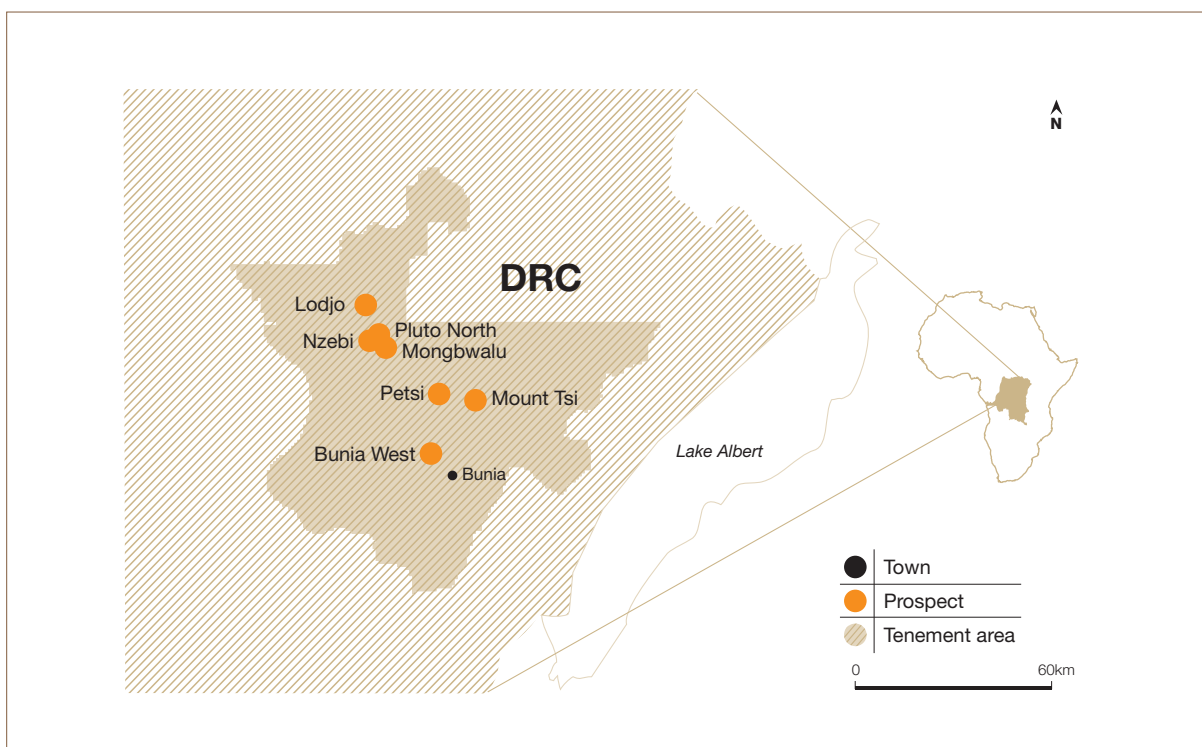 N
DRC
Lodjo
Pluto North
Nzebi
Mongbwalu
Petsi
Mount Tsi
Bunia West
Bunia
Lake Albert
Town
Prospect
Tenement area
0 60km